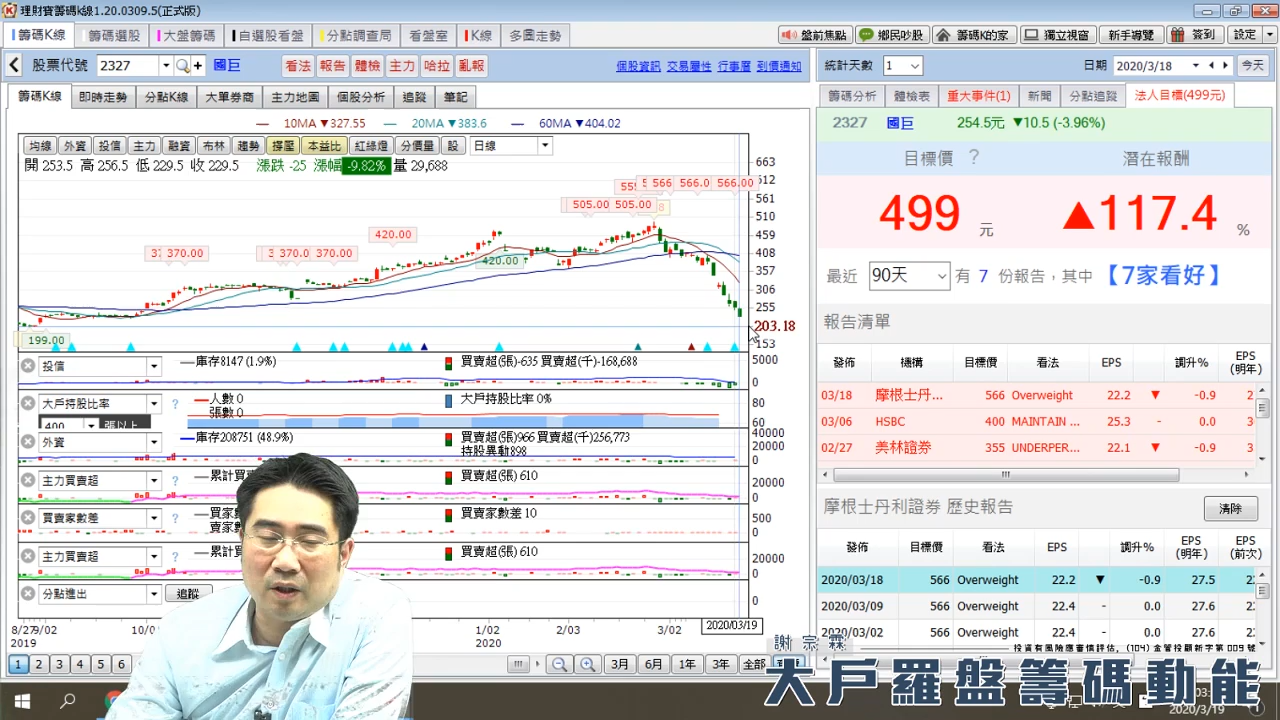 理財寶籌碼k線1.20.0309.5(正式版)
籌碼K線 籌碼選股 大盤籌碼 自選股看盤 分點調查局 看盤室 K線 多圖走勢
盤前焦點 鄉民吵股 籌碼K的家 獨立視窗 新手導覽 簽到 設定
股票代號 2327 國巨 看法 報告 體檢 主力 哈拉 亂報 個股資訊 交易屬性 行事曆 到價通知
統計天數 1 日期 2020/3/18 今天
籌碼K線 即時走勢 分點K線 大單券商 主力地圖 個股分析 追蹤 筆記
籌碼分析 體檢表 重大事件(1) 新聞 分點追蹤 法人目標(499元)
10MA▼327.55 20MA▼383.6 60MA▼404.02
2327 國巨 254.5元 ▼10.5 (-3.96%)
均線 外資 投信 主力 融資 布林 趨勢 撐壓 本益比 紅綠燈 分價量 股 日線
開 253.5 高 256.5 低 229.5 收 229.5 漲跌 -25 漲幅 -9.82% 量 29,688
目標價 ? 潛在報酬
499 元 ▲117.4 %
最近 90天 有 7 份報告，其中 【7家看好】
報告清單
發佈 機構 目標價 看法 EPS 調升% EPS (明年)
03/18 摩根士丹... 566 Overweight 22.2 ▼ -0.9 2
03/06 HSBC 400 MAINTAIN ... 25.3 - 0.0 3
02/27 美林證券 355 UNDERPER... 22.1 ▼ -0.9 3
摩根士丹利證券 歷史報告 清除
發佈 目標價 看法 EPS 調升% EPS (明年) EPS (前次)
2020/03/18 566 Overweight 22.2 ▼ -0.9 27.5
2020/03/09 566 Overweight 22.4 - 0.0 27.6
2020/03/02 566 Overweight 22.4 - 0.0 27.6
663
512
561
510
459
408
357
306
255
203.18
153
370.00 370.0 370.00 420.00 505.00 505.00 566 566.0 566.00
420.00
199.00
投信 庫存8147 (1.9%) 買賣超(張)-635 買賣超(千)-168,688 5000
0
大戶持股比率 ? 人數 0 大戶持股比率 0% 80
400 張以上 張數 0 60
外資 庫存208751 (48.9%) 買賣超(張)966 買賣超(千)256,773 40000
持股異動898 20000
0
主力買賣超 ? 買賣超(張) 610 20000
0
買賣家數差 ? 買賣家數差 10 500
0
主力買賣超 ? 買賣超(張) 610 20000
0
分點進出 追蹤 0
8/27 9/02 1/02 2/03 3/02 2020/03/19
2019 2020
1 2 3 4 5 6 3月 6月 1年 3年 全部
謝宗霖
大戶羅盤籌碼動能
2020/3/19